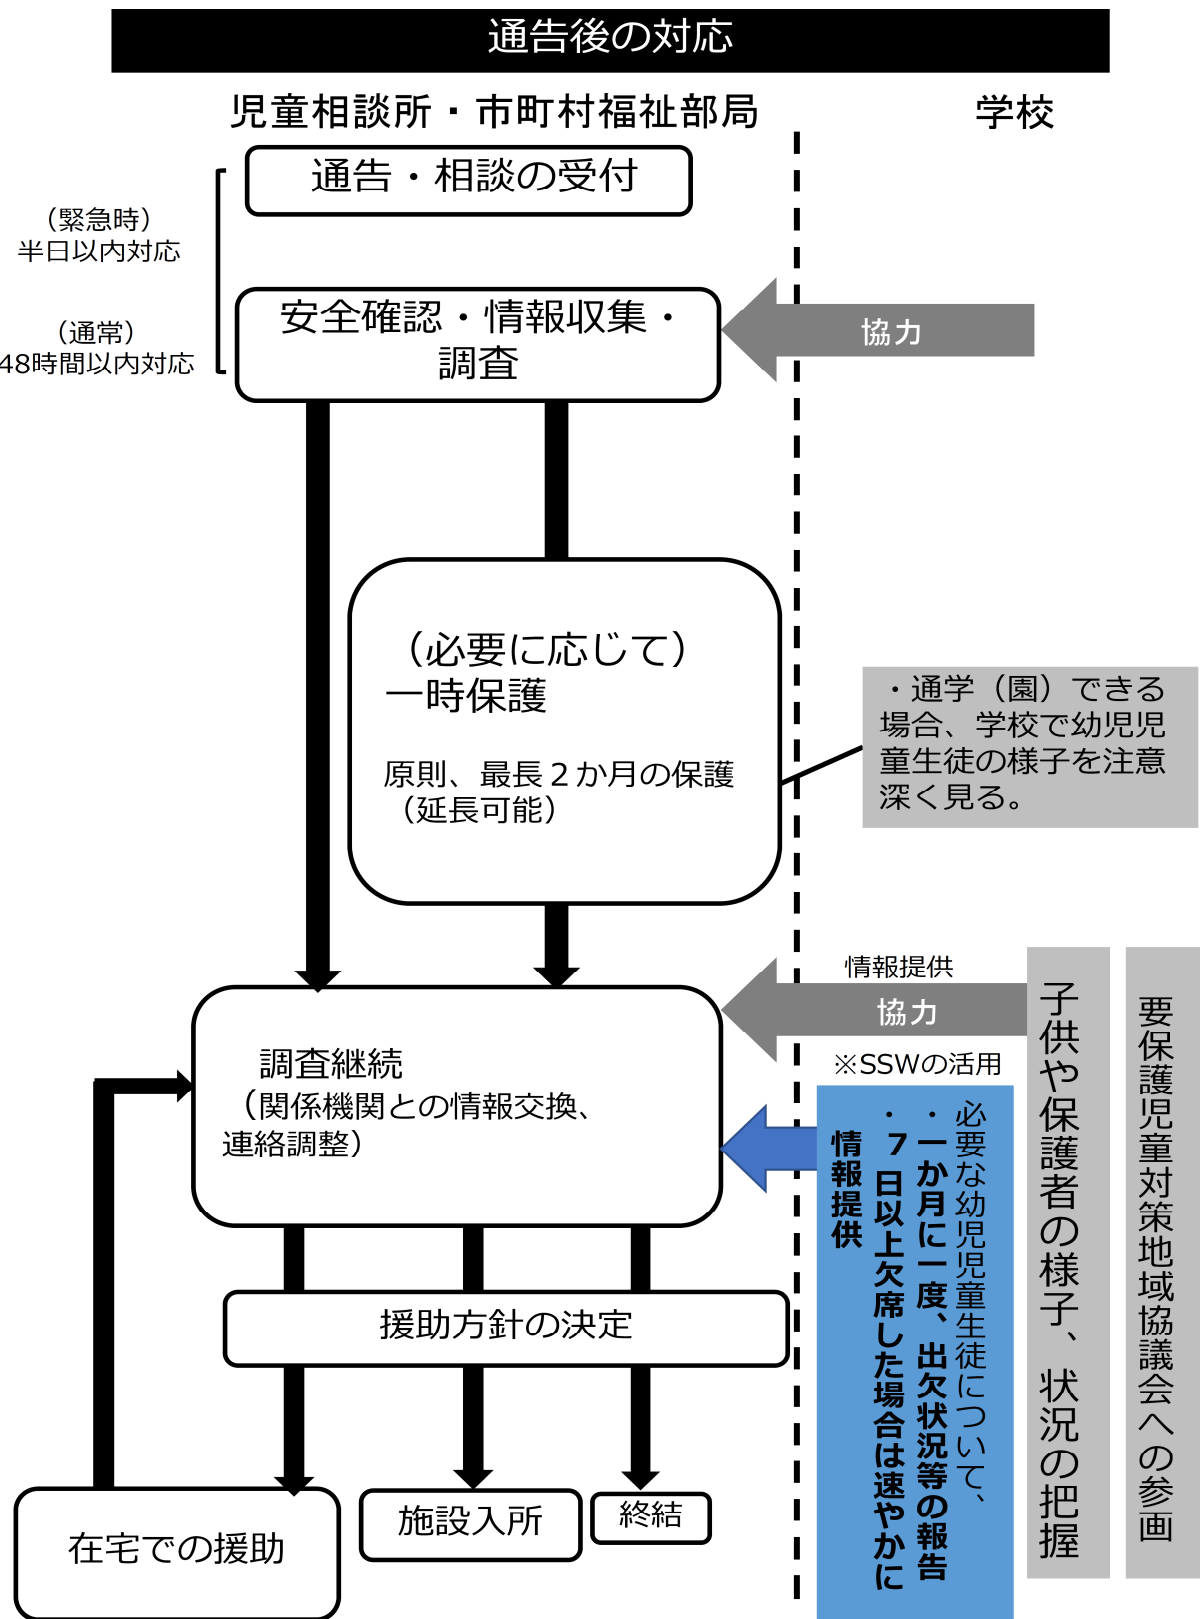 通告後の対応
児童相談所・市町村福祉部局
学校
通告・相談の受付
（緊急時）
半日以内対応
（通常）
48時間以内対応
安全確認・情報収集・
調査
協力
（必要に応じて）
一時保護
原則、最長２か月の保護
（延長可能）
・通学（園）できる
場合、学校で幼児児
童生徒の様子を注意
深く見る。
調査継続
（関係機関との情報交換、
連絡調整）
情報提供
協力
※SSWの活用
必要な幼児児童生徒について、
・一か月に一度、出欠状況等の報告
・７日以上欠席した場合は速やかに
情報提供
子供や保護者の様子、状況の把握
要保護児童対策地域協議会への参画
援助方針の決定
在宅での援助
施設入所
終結